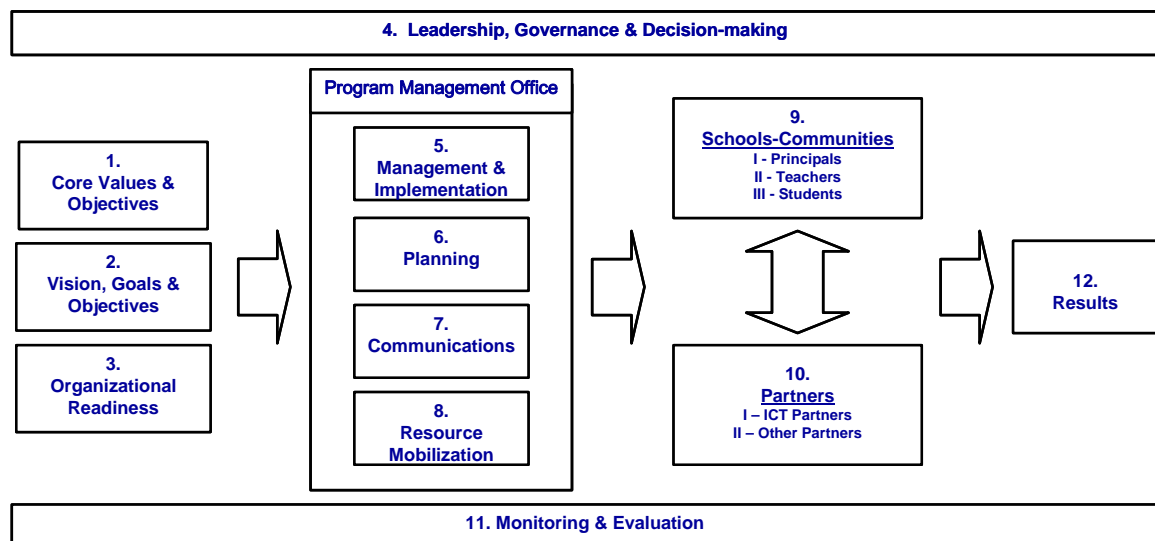 4. Leadership, Governance & Decision-making
1.
Core Values &
Objectives
2.
Vision, Goals &
Objectives
3.
Organizational
Readiness
Program Management Office
5.
Management &
Implementation
6.
Planning
7.
Communications
8.
Resource
Mobilization
9.
Schools-Communities
I - Principals
II - Teachers
III - Students
10.
Partners
I – ICT Partners
II – Other Partners
12.
Results
11. Monitoring & Evaluation